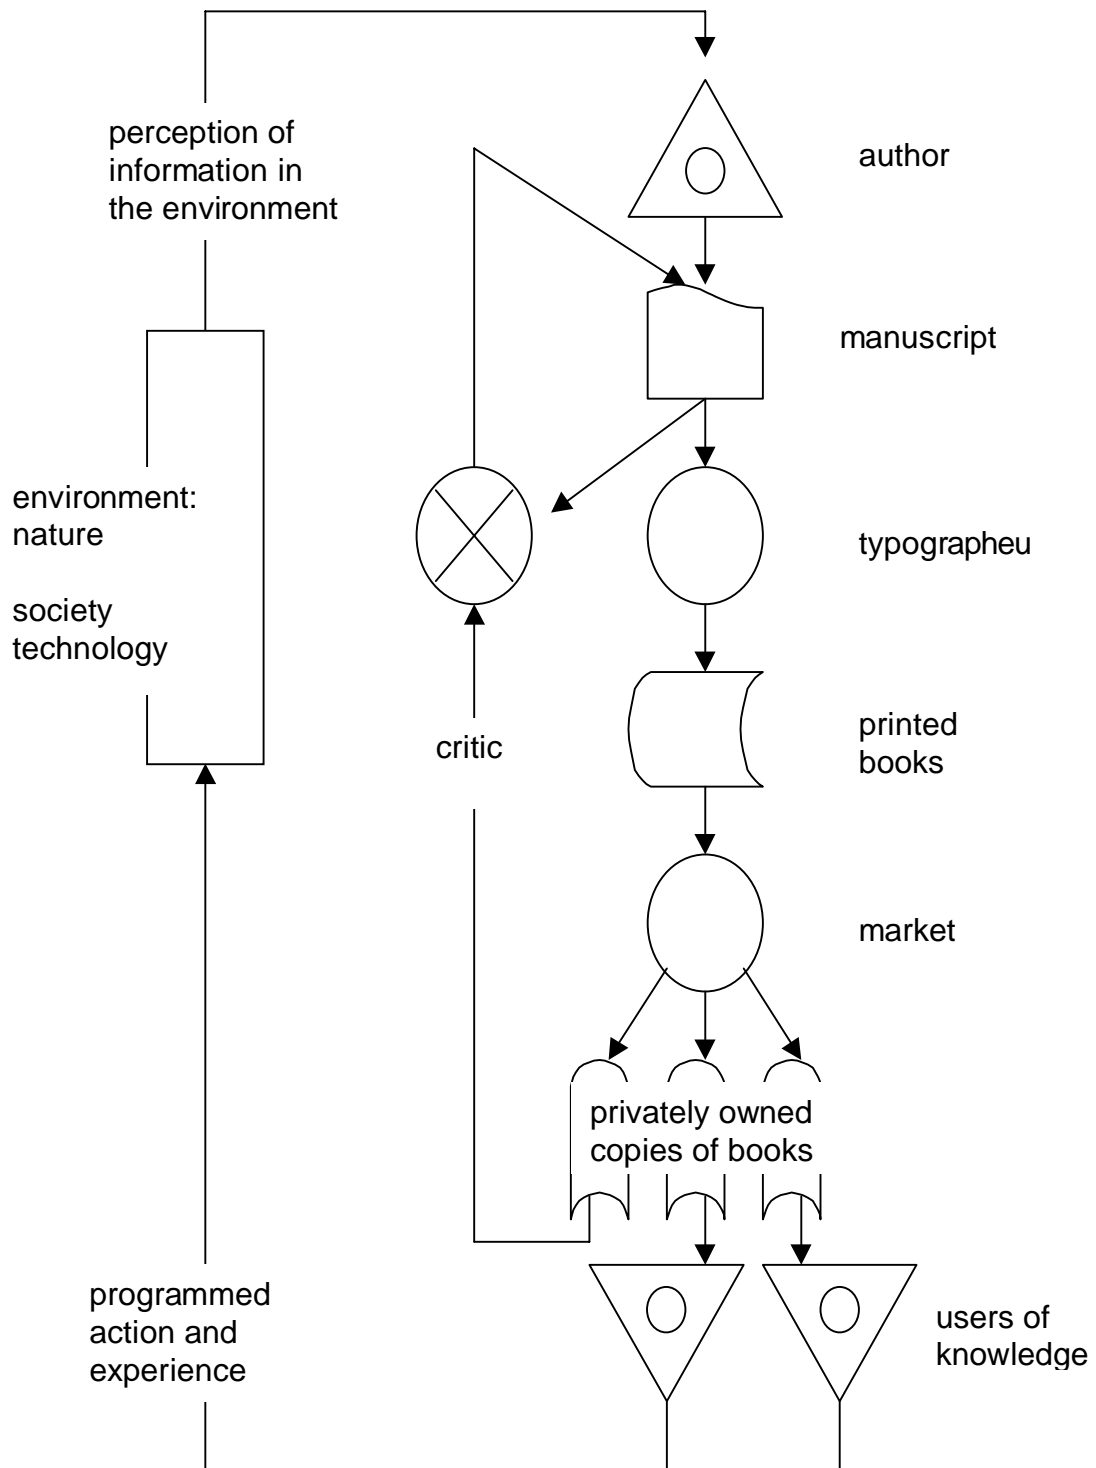 perception of
information in
the environment
author
manuscript
environment:
nature
society
technology
typographeu
critic
printed
books
market
privately owned
copies of books
programmed
action and
experience
users of
knowledge